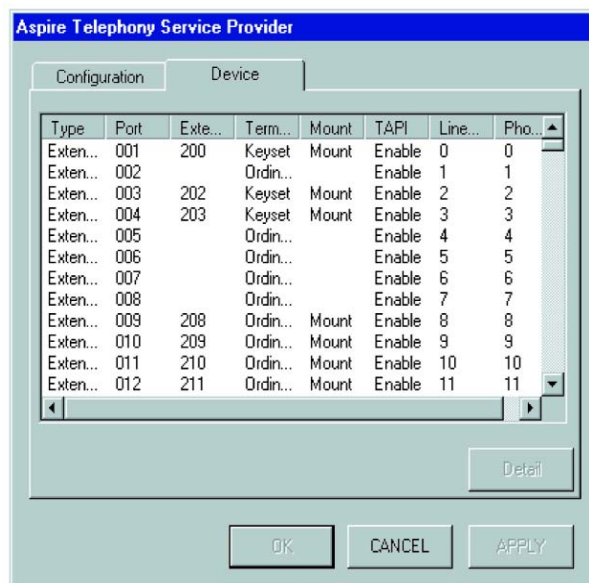 Aspire Telephony Service Provider
Configuration Device
Type Port Exte... Term... Mount TAPI Line... Pho...
Exten... 001 200 Keyset Mount Enable 0 0
Exten... 002 Ordin... Enable 1 1
Exten... 003 202 Keyset Mount Enable 2 2
Exten... 004 203 Keyset Mount Enable 3 3
Exten... 005 Ordin... Enable 4 4
Exten... 006 Ordin... Enable 5 5
Exten... 007 Ordin... Enable 6 6
Exten... 008 Ordin... Enable 7 7
Exten... 009 208 Ordin... Mount Enable 8 8
Exten... 010 209 Ordin... Mount Enable 9 9
Exten... 011 210 Ordin... Mount Enable 10 10
Exten... 012 211 Ordin... Mount Enable 11 11
Detail
OK CANCEL APPLY